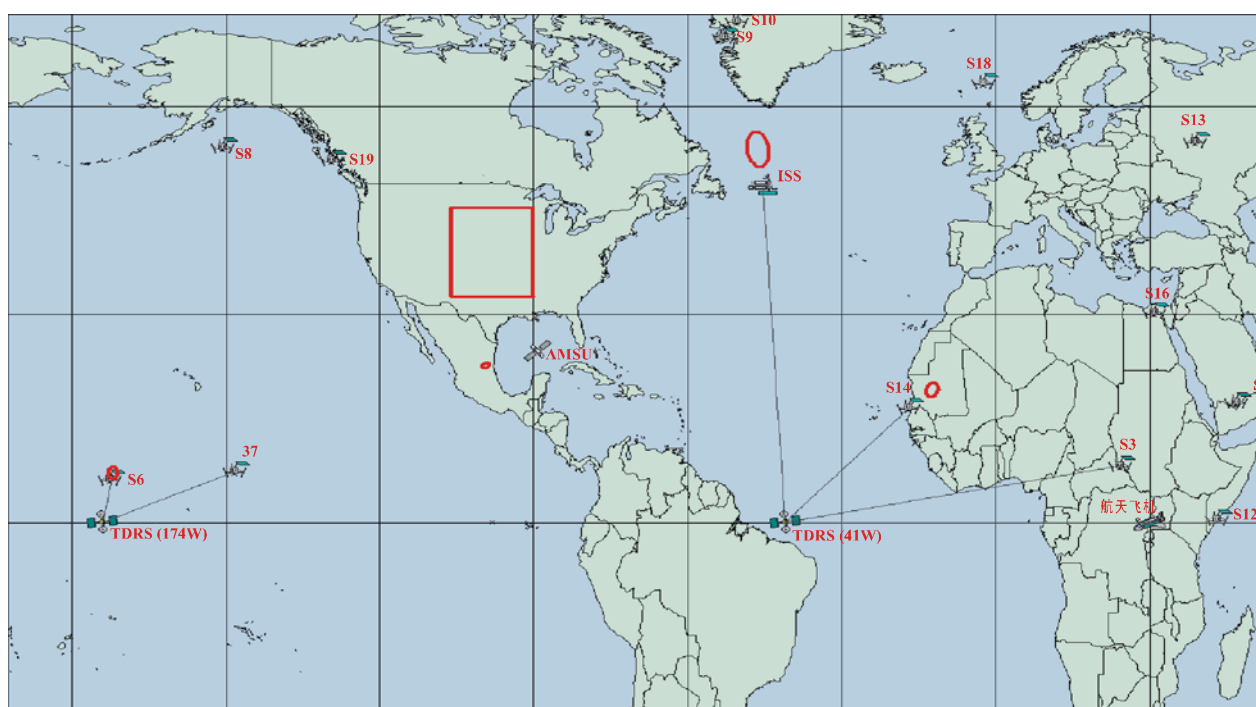 S10
S9
S18
S13
S8
S19
ISS
S16
AMSU
S14
S
37
S3
S6
航天飞机
S12
TDRS (174W)
TDRS (41W)